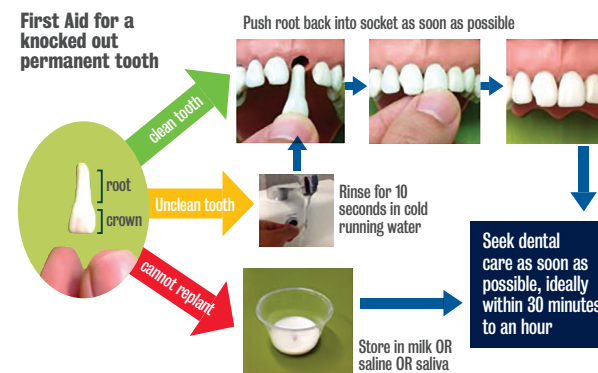 First Aid for a
knocked out
permanent tooth
Push root back into socket as soon as possible
clean tooth
root
crown
Unclean tooth
Rinse for 10
seconds in cold
running water
cannot replant
Store in milk OR
saline OR saliva
Seek dental
care as soon as
possible, ideally
within 30 minutes
to an hour